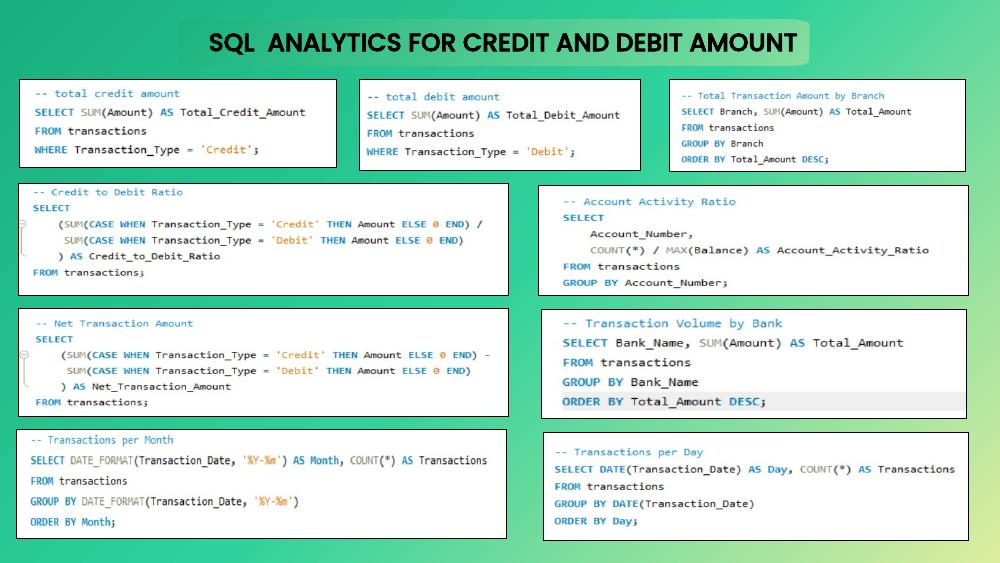 SQL  ANALYTICS FOR CREDIT AND DEBIT AMOUNT
-- total credit amount
SELECT SUM(Amount) AS Total_Credit_Amount
FROM transactions
WHERE Transaction_Type = 'Credit';
-- total debit amount
SELECT SUM(Amount) AS Total_Debit_Amount
FROM transactions
WHERE Transaction_Type = 'Debit';
-- Total Transaction Amount by Branch
SELECT Branch, SUM(Amount) AS Total_Amount
FROM transactions
GROUP BY Branch
ORDER BY Total_Amount DESC;
-- Credit to Debit Ratio
SELECT
(SUM(CASE WHEN Transaction_Type = 'Credit' THEN Amount ELSE 0 END) /
SUM(CASE WHEN Transaction_Type = 'Debit' THEN Amount ELSE 0 END)
) AS Credit_to_Debit_Ratio
FROM transactions;
-- Account Activity Ratio
SELECT
Account_Number,
COUNT(*) / MAX(Balance) AS Account_Activity_Ratio
FROM transactions
GROUP BY Account_Number;
-- Net Transaction Amount
SELECT
(SUM(CASE WHEN Transaction_Type = 'Credit' THEN Amount ELSE 0 END) -
SUM(CASE WHEN Transaction_Type = 'Debit' THEN Amount ELSE 0 END)
) AS Net_Transaction_Amount
FROM transactions;
-- Transaction Volume by Bank
SELECT Bank_Name, SUM(Amount) AS Total_Amount
FROM transactions
GROUP BY Bank_Name
ORDER BY Total_Amount DESC;
-- Transactions per Month
SELECT DATE_FORMAT(Transaction_Date, '%Y-%m') AS Month, COUNT(*) AS Transactions
FROM transactions
GROUP BY DATE_FORMAT(Transaction_Date, '%Y-%m')
ORDER BY Month;
-- Transactions per Day
SELECT DATE(Transaction_Date) AS Day, COUNT(*) AS Transactions
FROM transactions
GROUP BY DATE(Transaction_Date)
ORDER BY Day;